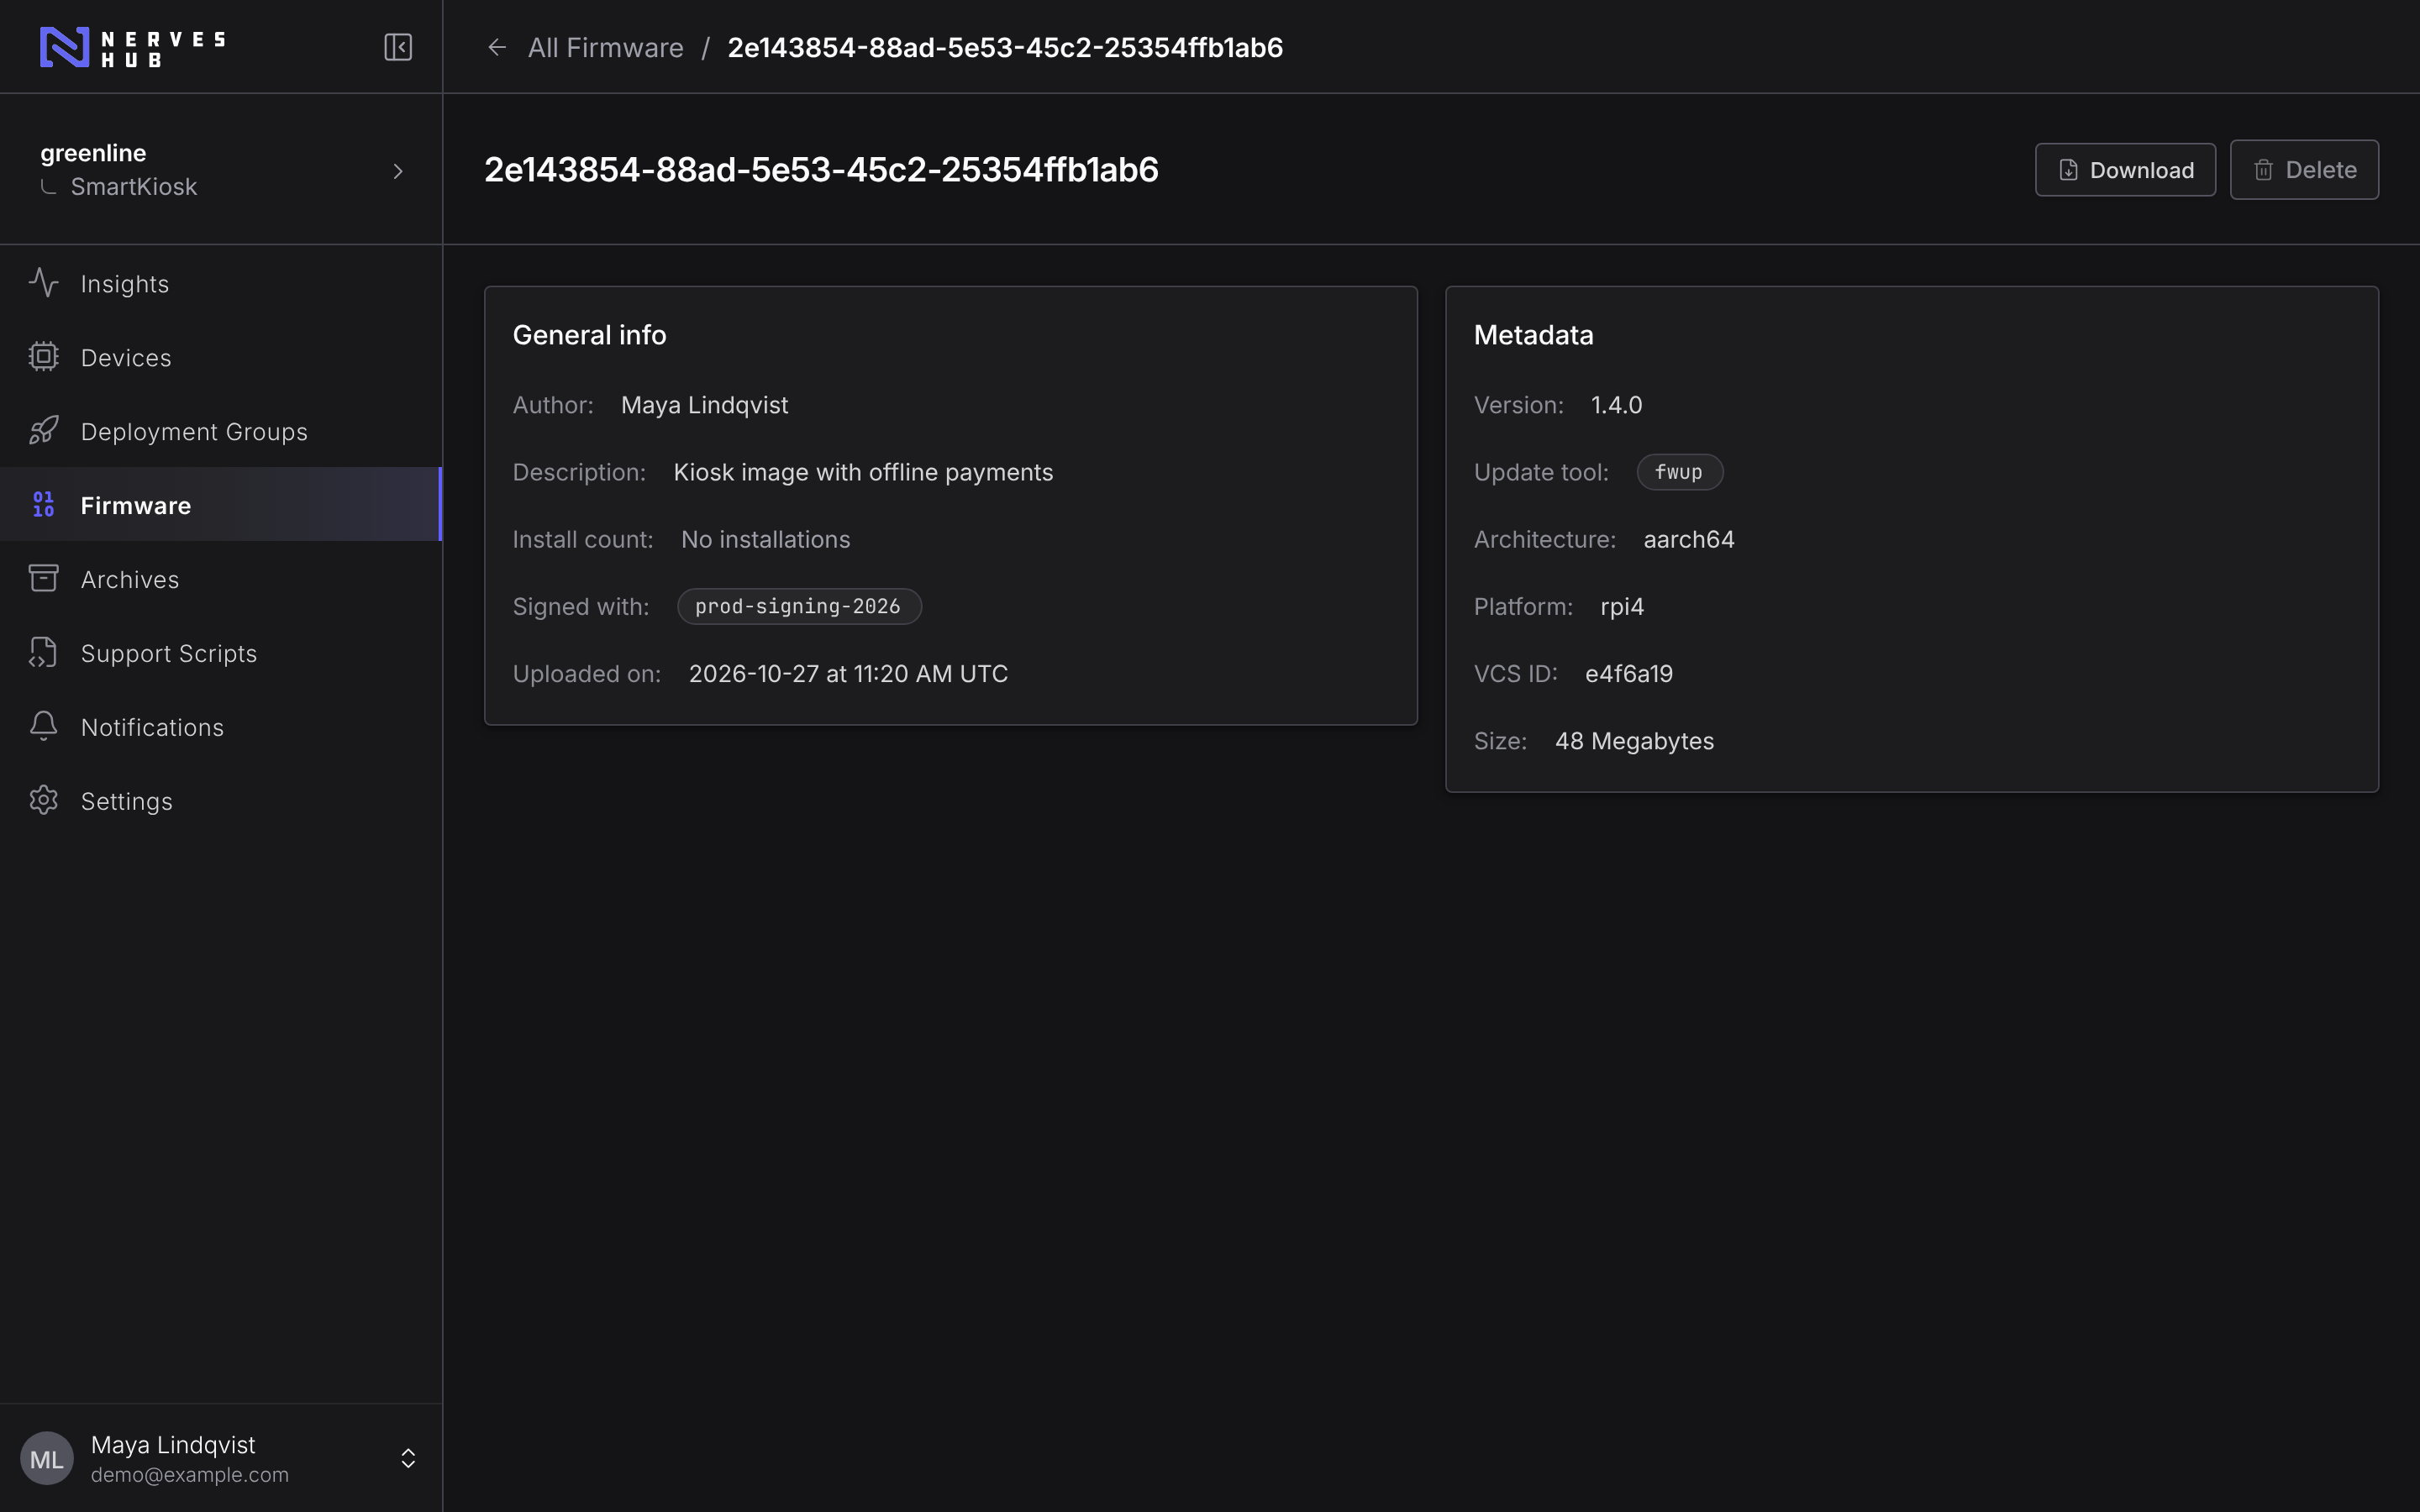 NERVES
HUB
All Firmware / 2e143854-88ad-5e53-45c2-25354ffb1ab6
greenline
SmartKiosk
2e143854-88ad-5e53-45c2-25354ffb1ab6
Download
Delete
Insights
Devices
Deployment Groups
Firmware
Archives
Support Scripts
Notifications
Settings
General info
Author: Maya Lindqvist
Description: Kiosk image with offline payments
Install count: No installations
Signed with: prod-signing-2026
Uploaded on: 2026-10-27 at 11:20 AM UTC
Metadata
Version: 1.4.0
Update tool: fwup
Architecture: aarch64
Platform: rpi4
VCS ID: e4f6a19
Size: 48 Megabytes
ML
Maya Lindqvist
demo@example.com